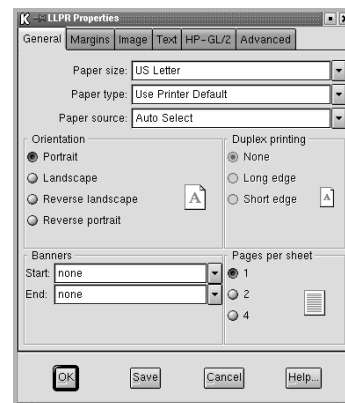 LLPR Properties
General Margins Image Text HP-GL/2 Advanced
Paper size: US Letter
Paper type: Use Printer Default
Paper source: Auto Select
Orientation
Portrait
Landscape
Reverse landscape
Reverse portrait
A
Duplex printing
None
Long edge
Short edge
A
Banners
Start: none
End: none
Pages per sheet
1
2
4
OK Save Cancel Help...